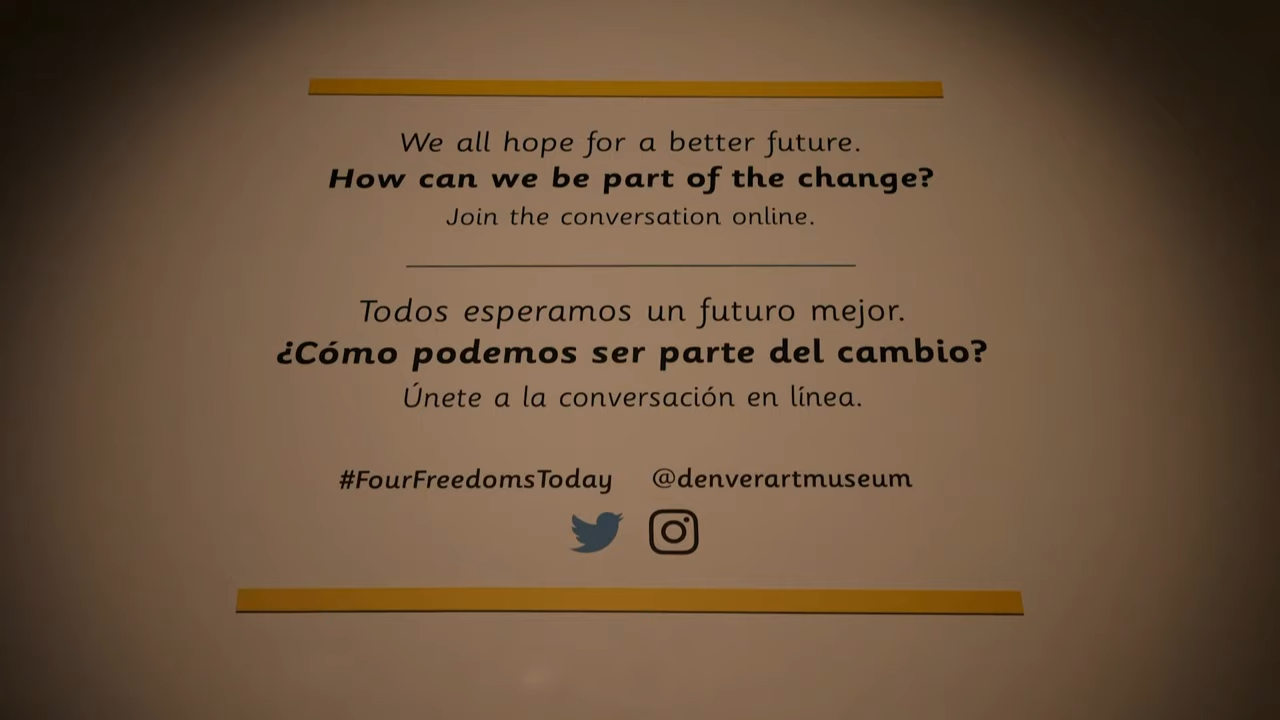 We all hope for a better future.
How can we be part of the change?
Join the conversation online.
Todos esperamos un futuro mejor.
¿Cómo podemos ser parte del cambio?
Únete a la conversación en línea.
#FourFreedomsToday @denverartmuseum